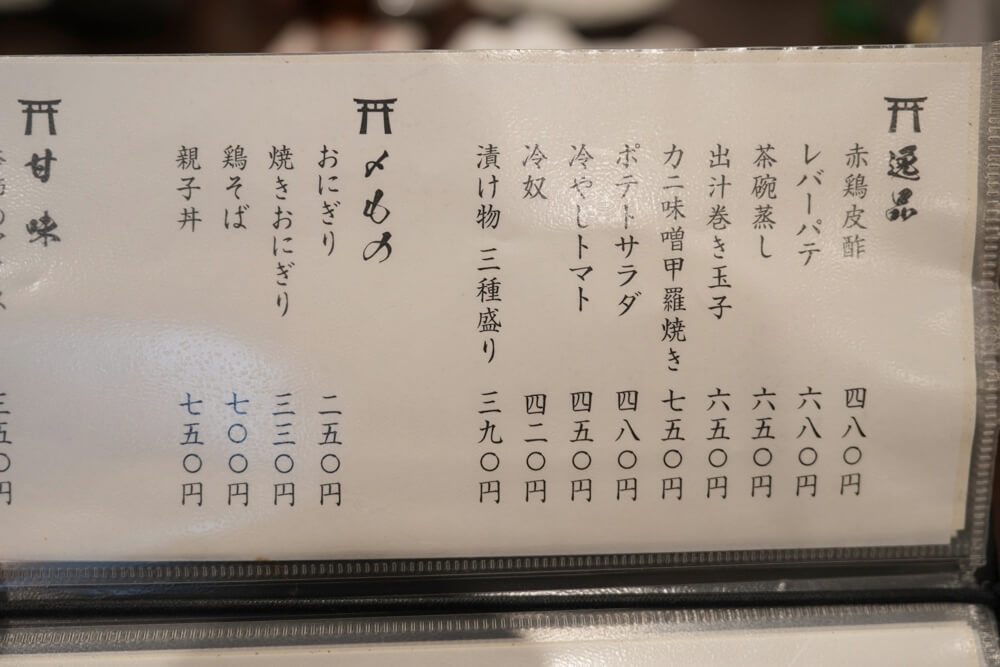 逸品
赤鶏皮酢 四八〇円
レバーパテ 六八〇円
茶碗蒸し 六五〇円
出汁巻き玉子 六五〇円
カニ味噌甲羅焼き 七五〇円
ポテトサラダ 四八〇円
冷やしトマト 四五〇円
冷奴 四二〇円
漬け物 三種盛り 三九〇円
〆もの
おにぎり 二五〇円
焼きおにぎり 三三〇円
鶏そば 七〇〇円
親子丼 七五〇円
甘味
三五〇円